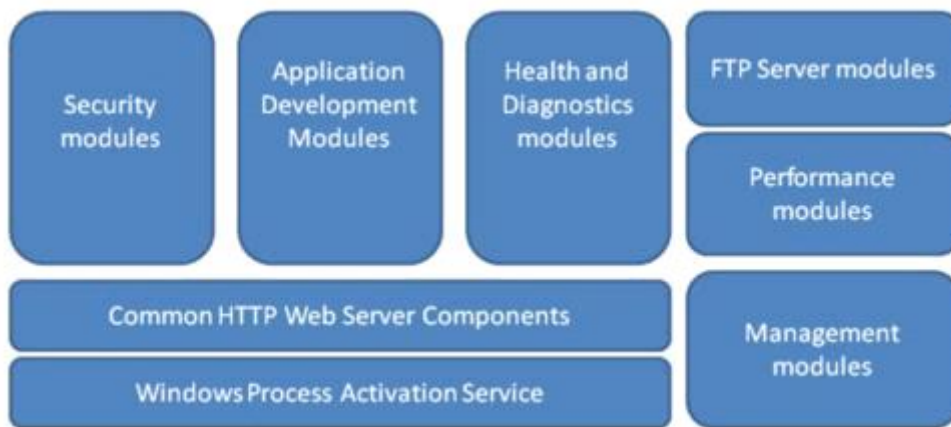 Security
modules
Application
Development
Modules
Health and
Diagnostics
modules
FTP Server modules
Performance
modules
Common HTTP Web Server Components
Windows Process Activation Service
Management
modules